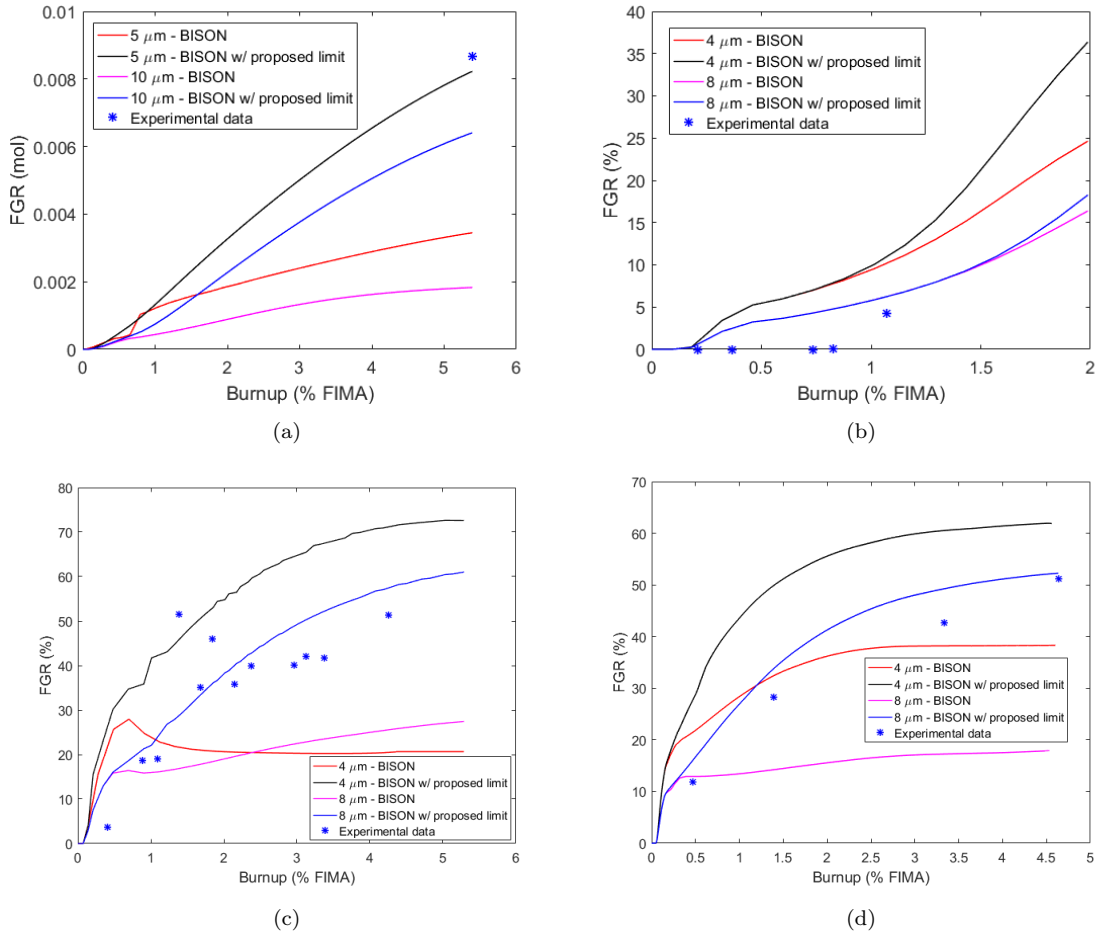 0.01
0.008
0.006
0.004
0.002
0
FGR (mol)
5 μm - BISON
5 μm - BISON w/ proposed limit
10 μm - BISON
10 μm - BISON w/ proposed limit
Experimental data
0 1 2 3 4 5 6
Burnup (% FIMA)
(a)
40
35
30
25
20
15
10
5
0
FGR (%)
4 μm - BISON
4 μm - BISON w/ proposed limit
8 μm - BISON
8 μm - BISON w/ proposed limit
Experimental data
0 0.5 1 1.5 2
Burnup (% FIMA)
(b)
80
70
60
50
40
30
20
10
0
FGR (%)
4 μm - BISON
4 μm - BISON w/ proposed limit
8 μm - BISON
8 μm - BISON w/ proposed limit
Experimental data
0 1 2 3 4 5 6
Burnup (% FIMA)
(c)
70
60
50
40
30
20
10
0
FGR (%)
4 μm - BISON
4 μm - BISON w/ proposed limit
8 μm - BISON
8 μm - BISON w/ proposed limit
Experimental data
0 0.5 1 1.5 2 2.5 3 3.5 4 4.5 5
Burnup (% FIMA)
(d)